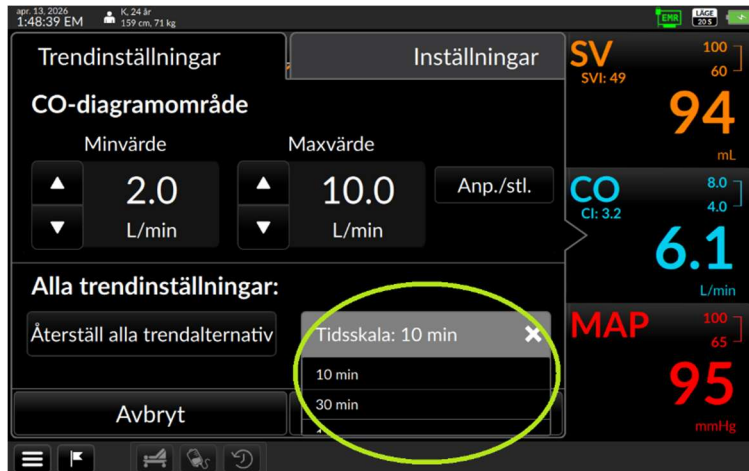 apr. 13, 2026
1:48:39 EM
K, 24 år
159 cm, 71 kg
EMR
LÄGE
20 S
Trendinställningar
Inställningar
CO-diagramområde
Minvärde
Maxvärde
2.0
L/min
10.0
L/min
Anp./stl.
Alla trendinställningar:
Återställ alla trendalternativ
Tidsskala: 10 min
10 min
30 min
Avbryt
SV
SVI: 49
100
60
94
mL
CO
CI: 3.2
8.0
4.0
6.1
L/min
MAP
100
65
95
mmHg